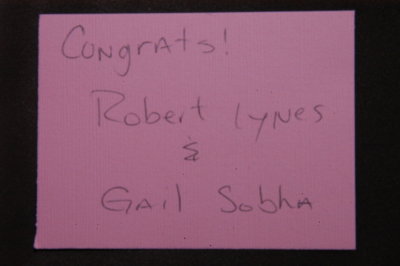 Congrats!
Robert Lynes
&
Gail Sobha